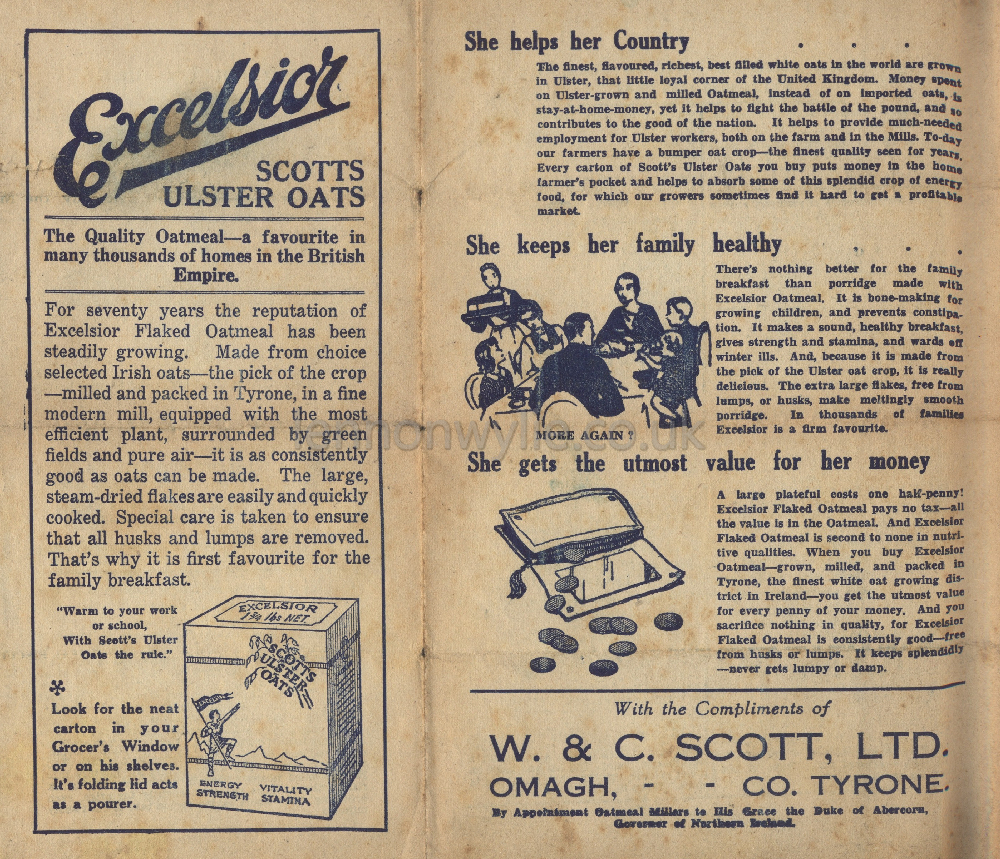 Excelsior
SCOTTS
ULSTER OATS
The Quality Oatmeal—a favourite in
many thousands of homes in the British
Empire.
For seventy years the reputation of
Excelsior Flaked Oatmeal has been
steadily growing. Made from choice
selected Irish oats—the pick of the crop
—milled and packed in Tyrone, in a fine
modern mill, equipped with the most
efficient plant, surrounded by green
fields and pure air—it is as consistently
good as oats can be made. The large,
steam-dried flakes are easily and quickly
cooked. Special care is taken to ensure
that all husks and lumps are removed.
That's why it is first favourite for the
family breakfast.
"Warm to your work
or school,
With Scott's Ulster
Oats the rule."
*
Look for the neat
carton in your
Grocer's Window
or on his shelves.
It's folding lid acts
as a pourer.
EXCELSIOR
1¾ lbs NET.
SCOTTS
ULSTER
OATS
ENERGY VITALITY
STRENGTH STAMINA
She helps her Country . . .
The finest, flavoured, richest, best filled white oats in the world are grown
in Ulster, that little loyal corner of the United Kingdom. Money spent
on Ulster-grown and milled Oatmeal, instead of on imported oats, is
stay-at-home-money, yet it helps to fight the battle of the pound, and so
contributes to the good of the nation. It helps to provide much-needed
employment for Ulster workers, both on the farm and in the Mills. To-day
our farmers have a bumper oat crop—the finest quality seen for years.
Every carton of Scott's Ulster Oats you buy puts money in the home
farmer's pocket and helps to absorb some of this splendid crop of energy
food, for which our growers sometimes find it hard to get a profitable
market.
She keeps her family healthy . . .
There's nothing better for the family
breakfast than porridge made with
Excelsior Oatmeal. It is bone-making for
growing children, and prevents constipa-
tion. It makes a sound, healthy breakfast,
gives strength and stamina, and wards off
winter ills. And, because it is made from
the pick of the Ulster oat crop, it is really
delicious. The extra large flakes, free from
lumps, or husks, make meltingly smooth
porridge. In thousands of families
Excelsior is a firm favourite.
MORE AGAIN?
She gets the utmost value for her money
A large plateful costs one half-penny!
Excelsior Flaked Oatmeal pays no tax—all
the value is in the Oatmeal. And Excelsior
Flaked Oatmeal is second to none in nutri-
tive qualities. When you buy Excelsior
Oatmeal—grown, milled, and packed in
Tyrone, the finest white oat growing dis-
trict in Ireland—you get the utmost value
for every penny of your money. And you
sacrifice nothing in quality, for Excelsior
Flaked Oatmeal is consistently good—free
from husks or lumps. It keeps splendidly
—never gets lumpy or damp.
With the Compliments of
W. & C. SCOTT, LTD.
OMAGH, - - CO. TYRONE.
By Appointment Oatmeal Millers to His Grace the Duke of Abercorn,
Governor of Northern Ireland.